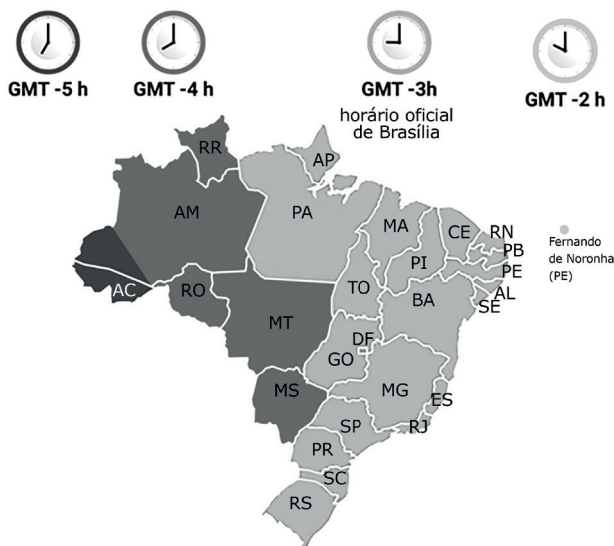 GMT -5 h
GMT -4 h
GMT -3h
GMT -2 h
horário oficial
de Brasília
RR
AP
AM
PA
MA
CE
RN
PB
PI
PE
AL
SE
Fernando
de Noronha
(PE)
AC
RO
TO
BA
MT
DF
GO
MS
MG
ES
SP
RJ
PR
SC
RS